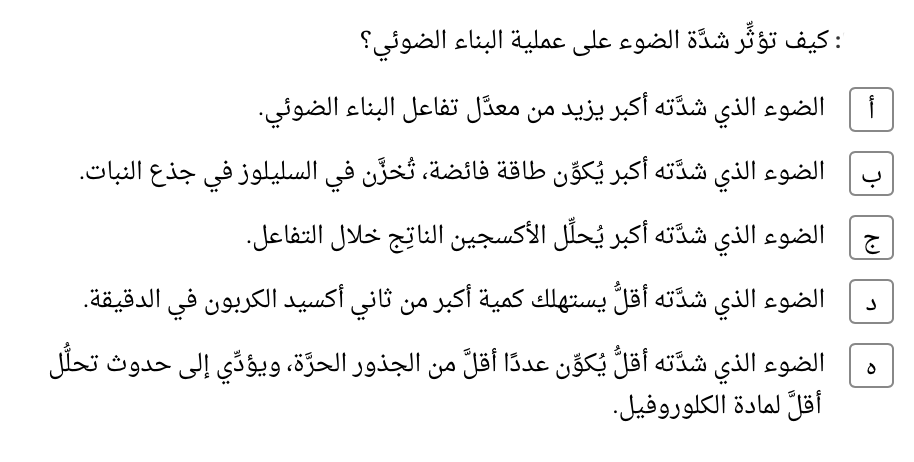 : كيف تؤثِّر شدَّة الضوء على عملية البناء الضوئي؟
أ الضوء الذي شدَّته أكبر يزيد من معدَّل تفاعل البناء الضوئي.
ب الضوء الذي شدَّته أكبر يُكوِّن طاقة فائضة، تُخزَّن في السليلوز في جذع النبات.
ج الضوء الذي شدَّته أكبر يُحلِّل الأكسجين الناتِج خلال التفاعل.
د الضوء الذي شدَّته أقلُّ يستهلك كمية أكبر من ثاني أكسيد الكربون في الدقيقة.
ه الضوء الذي شدَّته أقلُّ يُكوِّن عددًا أقلَّ من الجذور الحرَّة، ويؤدِّي إلى حدوث تحلُّل
أقلَّ لمادة الكلوروفيل.